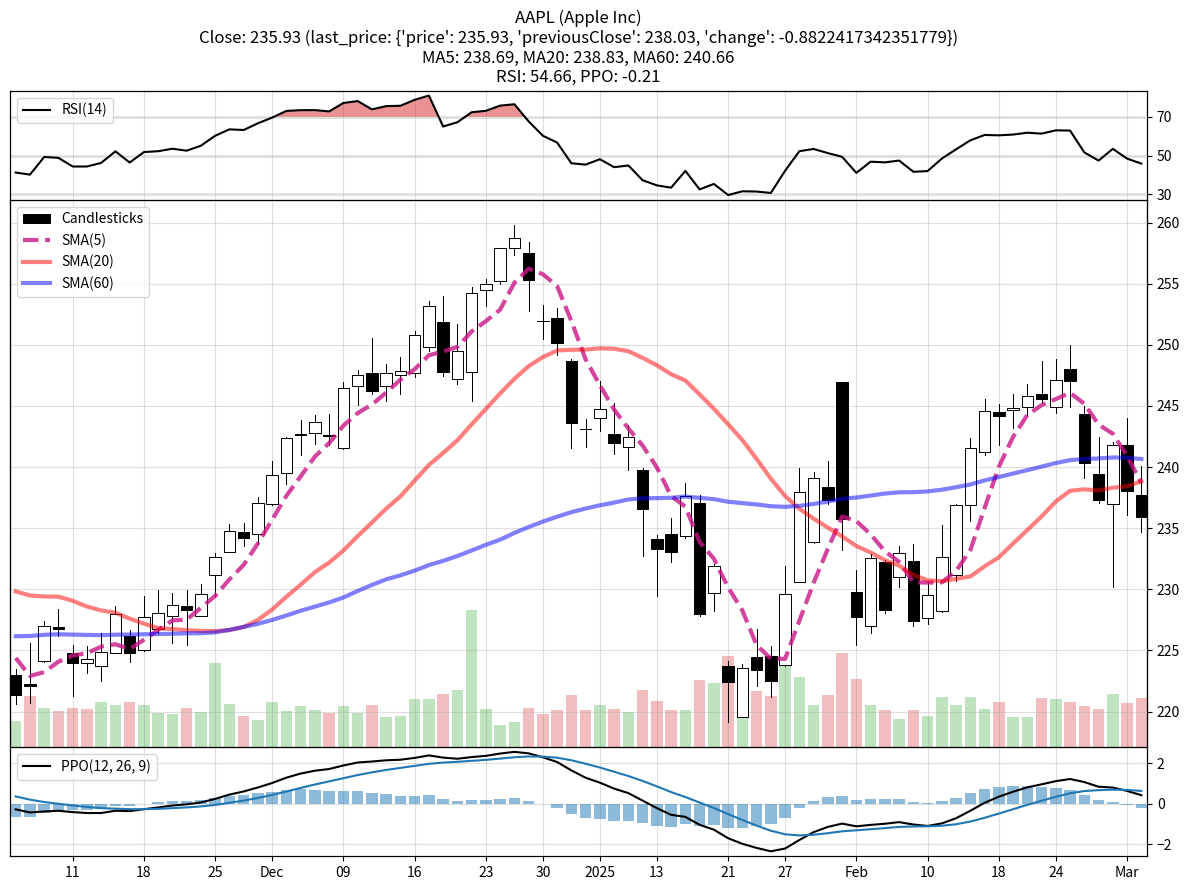 AAPL (Apple Inc)
Close: 235.93 (last_price: {'price': 235.93, 'previousClose': 238.03, 'change': -0.8822417342351779})
MA5: 238.69, MA20: 238.83, MA60: 240.66
RSI: 54.66, PPO: -0.21
RSI(14)
70
50
30
Candlesticks
SMA(5)
SMA(20)
SMA(60)
260
255
250
245
240
235
230
225
220
PPO(12, 26, 9)
2
0
−2
11 18 25 Dec 09 16 23 30 2025 13 21 27 Feb 10 18 24 Mar